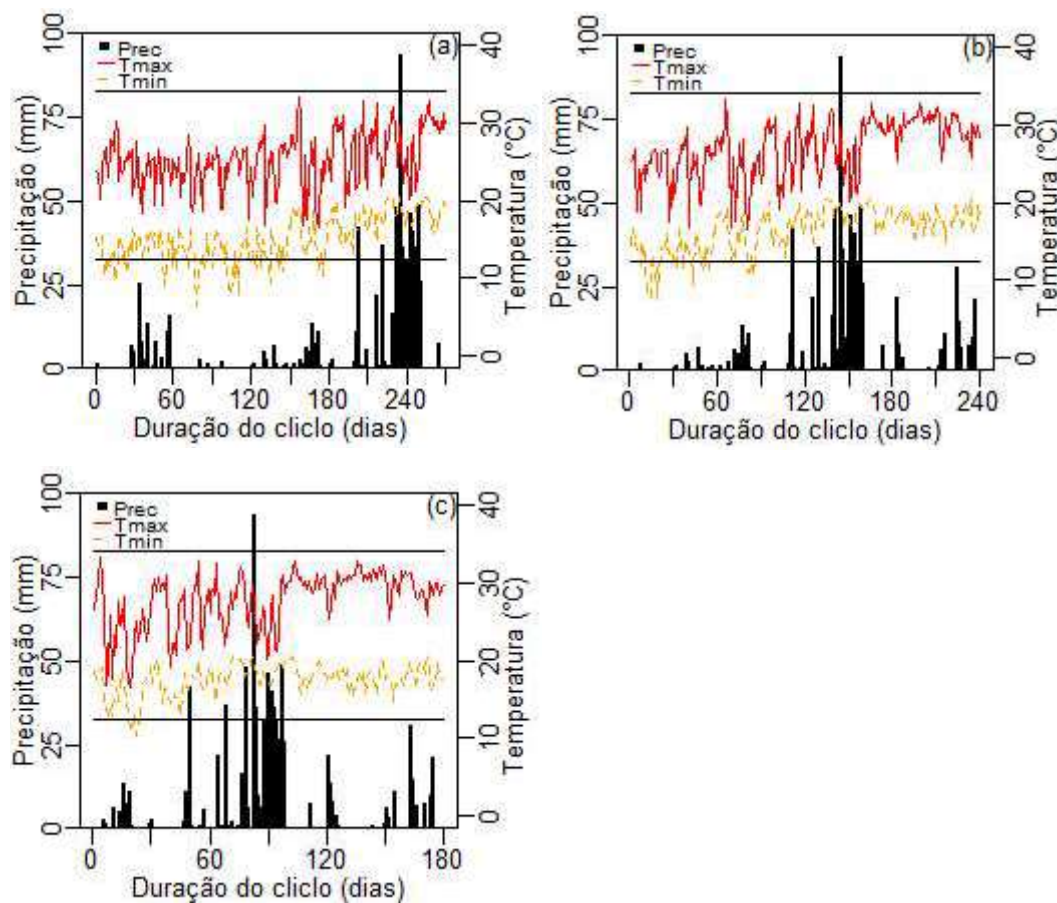 (a)
Prec
Tmax
Tmin
Precipitação (mm)
0 25 50 75 100
Temperatura (°C)
0 10 20 30 40
0 60 120 180 240
Duração do cliclo (dias)
(b)
Prec
Tmax
Tmin
Precipitação (mm)
0 25 50 75 100
Temperatura (°C)
0 10 20 30 40
0 60 120 180 240
Duração do cliclo (dias)
(c)
Prec
Tmax
Tmin
Precipitação (mm)
0 25 50 75 100
Temperatura (°C)
0 10 20 30 40
0 60 120 180
Duração do cliclo (dias)